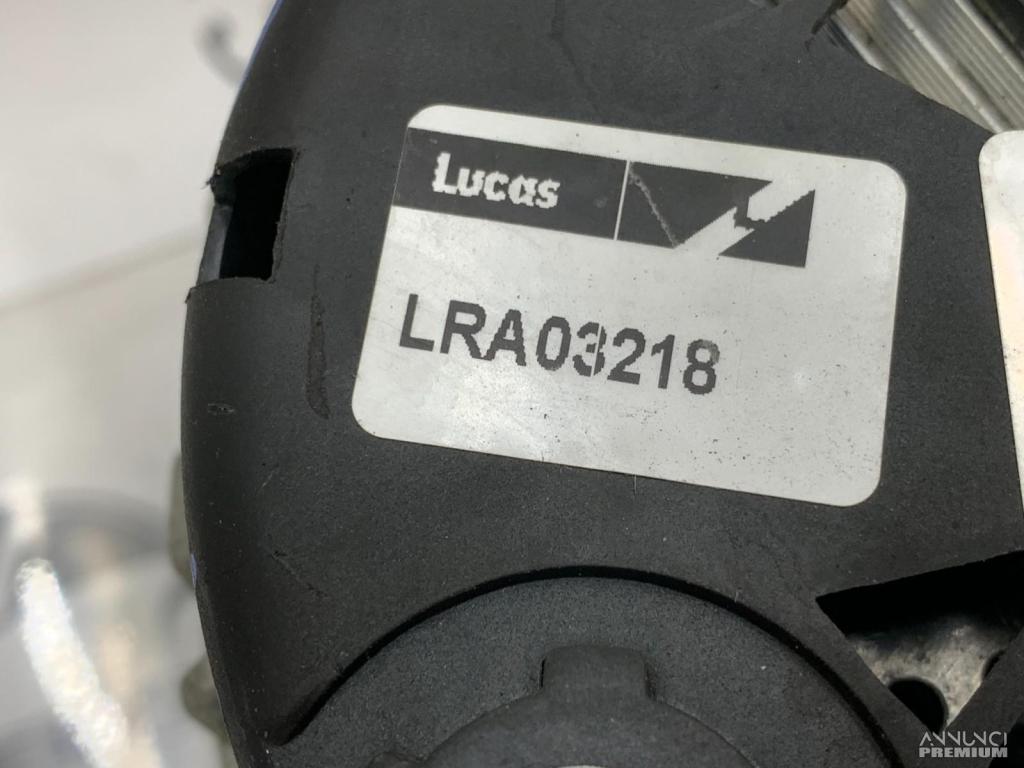 Lucas
LRA03218
ANNUNCI
PREMIUM